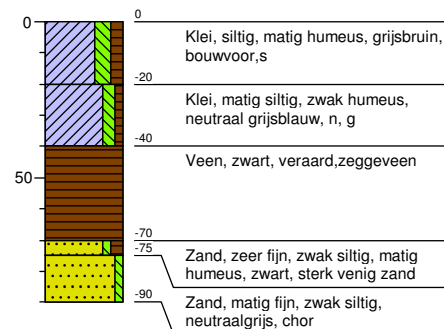 0
0
Klei, siltig, matig humeus, grijsbruin,
bouwvoor,s
-20
Klei, matig siltig, zwak humeus,
neutraal grijsblauw, n, g
-40
Veen, zwart, veraard,zeggeveen
50
-70
-75
Zand, zeer fijn, zwak siltig, matig
humeus, zwart, sterk venig zand
-90
Zand, matig fijn, zwak siltig,
neutraalgrijs, chor